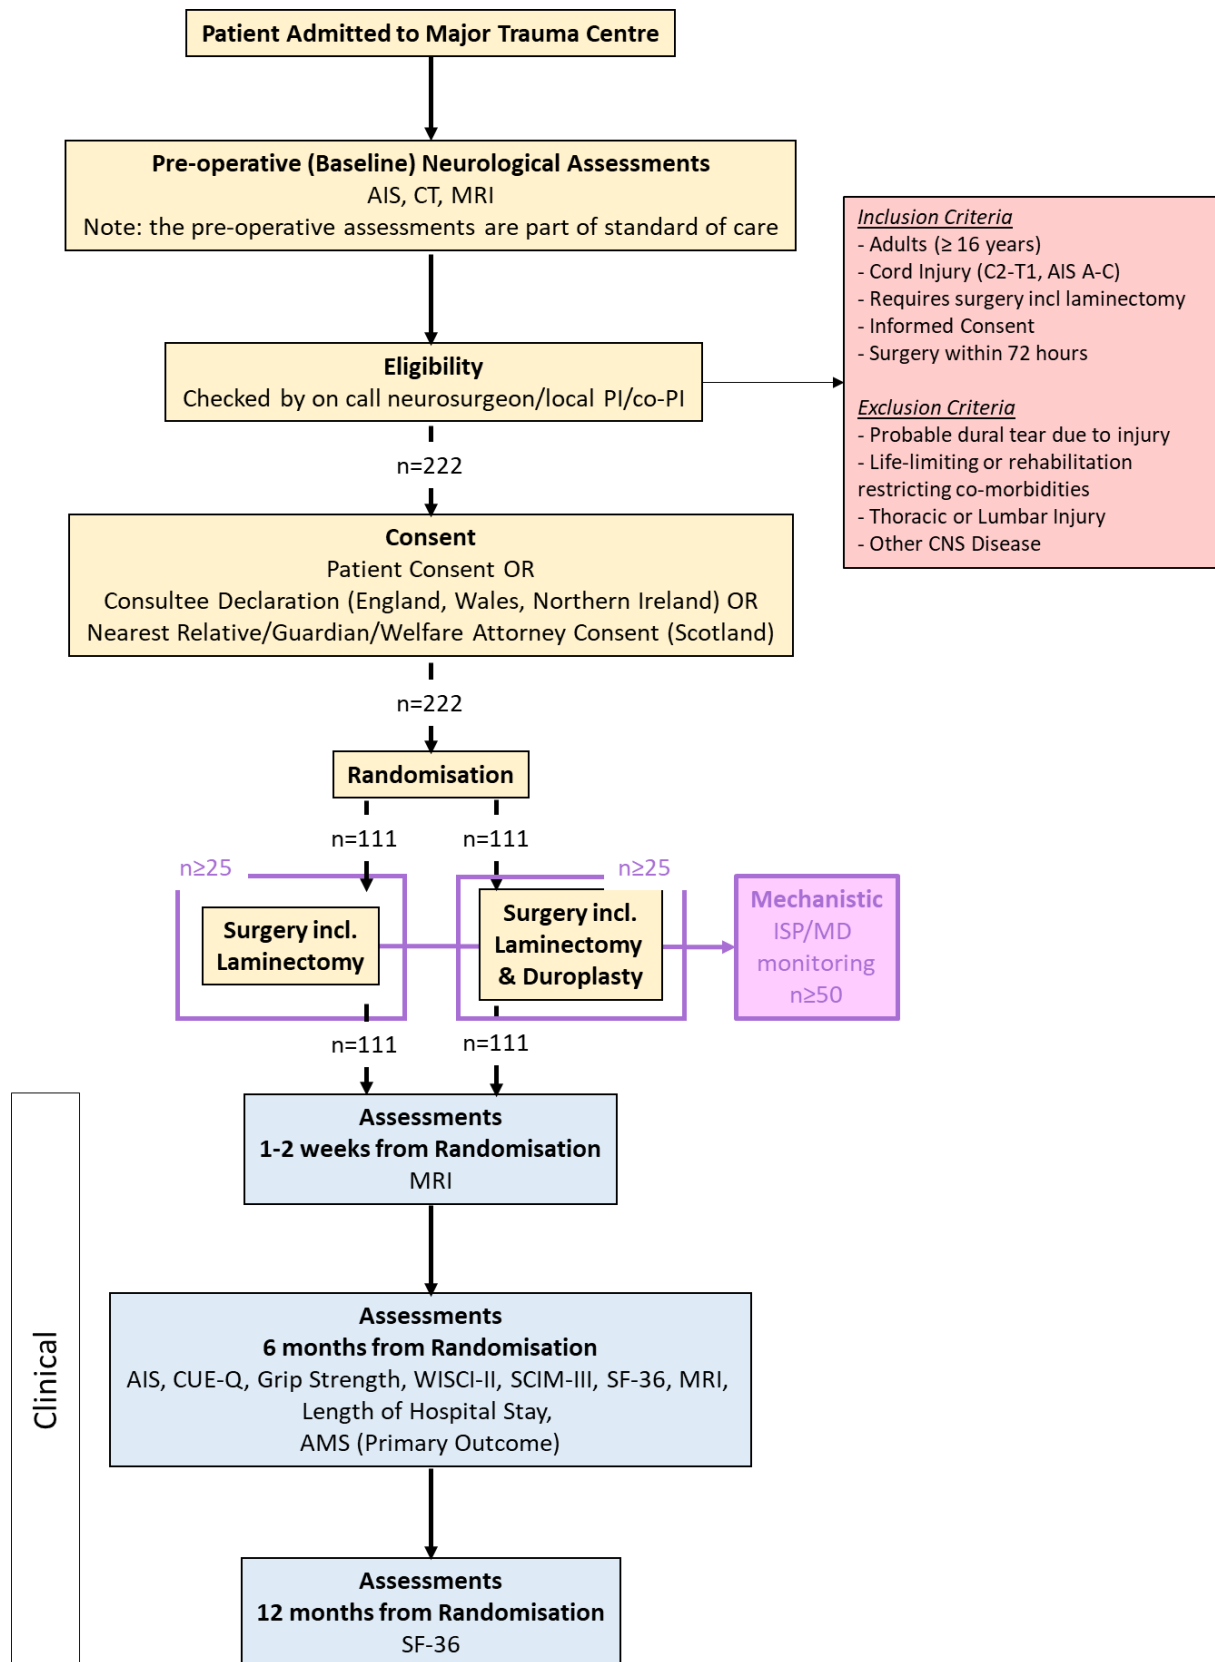 Patient Admitted to Major Trauma Centre
Pre-operative (Baseline) Neurological Assessments
AIS, CT, MRI
Note: the pre-operative assessments are part of standard of care
Eligibility
Checked by on call neurosurgeon/local PI/co-PI
Inclusion Criteria
- Adults (≥ 16 years)
- Cord Injury (C2-T1, AIS A-C)
- Requires surgery incl laminectomy
- Informed Consent
- Surgery within 72 hours
Exclusion Criteria
- Probable dural tear due to injury
- Life-limiting or rehabilitation
restricting co-morbidities
- Thoracic or Lumbar Injury
- Other CNS Disease
n=222
Consent
Patient Consent OR
Consultee Declaration (England, Wales, Northern Ireland) OR
Nearest Relative/Guardian/Welfare Attorney Consent (Scotland)
n=222
Randomisation
n=111
n=111
n≥25
n≥25
Surgery incl.
Laminectomy
Surgery incl.
Laminectomy
& Duroplasty
Mechanistic
ISP/MD
monitoring
n≥50
n=111
n=111
Clinical
Assessments
1-2 weeks from Randomisation
MRI
Assessments
6 months from Randomisation
AIS, CUE-Q, Grip Strength, WISCI-II, SCIM-III, SF-36, MRI,
Length of Hospital Stay,
AMS (Primary Outcome)
Assessments
12 months from Randomisation
SF-36